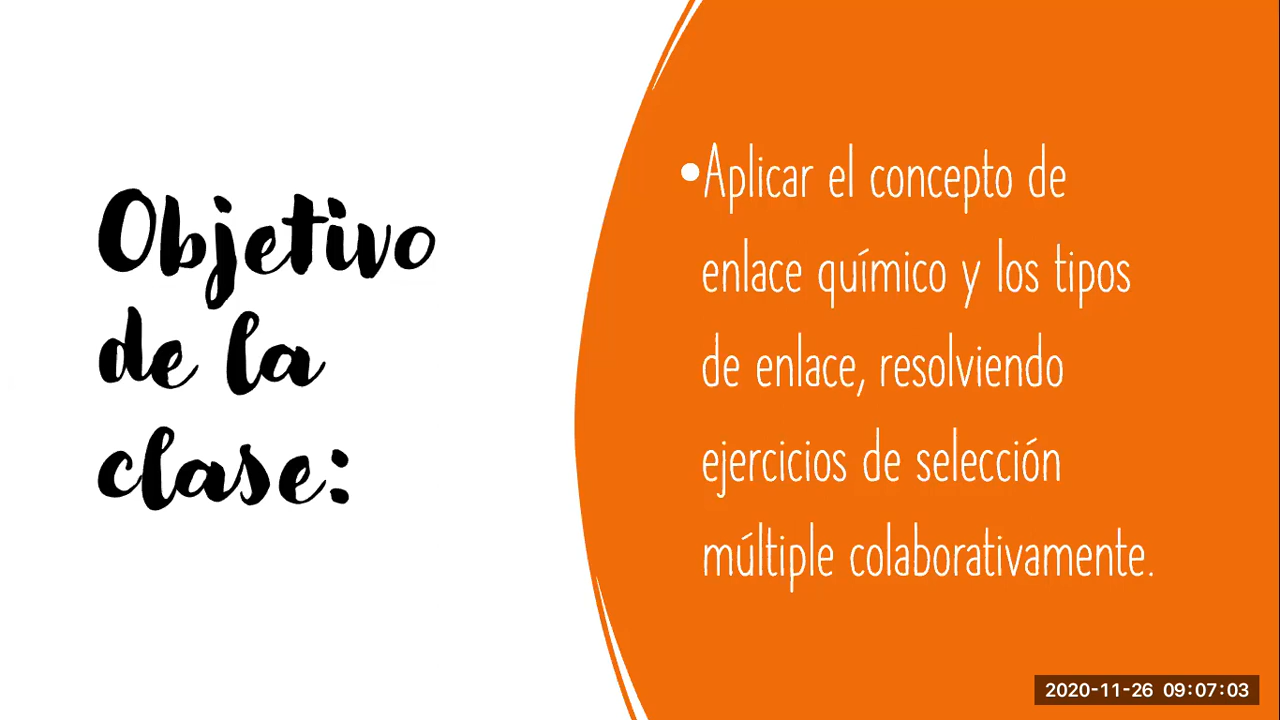 Objetivo
de la
clase:
•Aplicar el concepto de
enlace químico y los tipos
de enlace, resolviendo
ejercicios de selección
múltiple colaborativamente.
2020-11-26 09:07:03